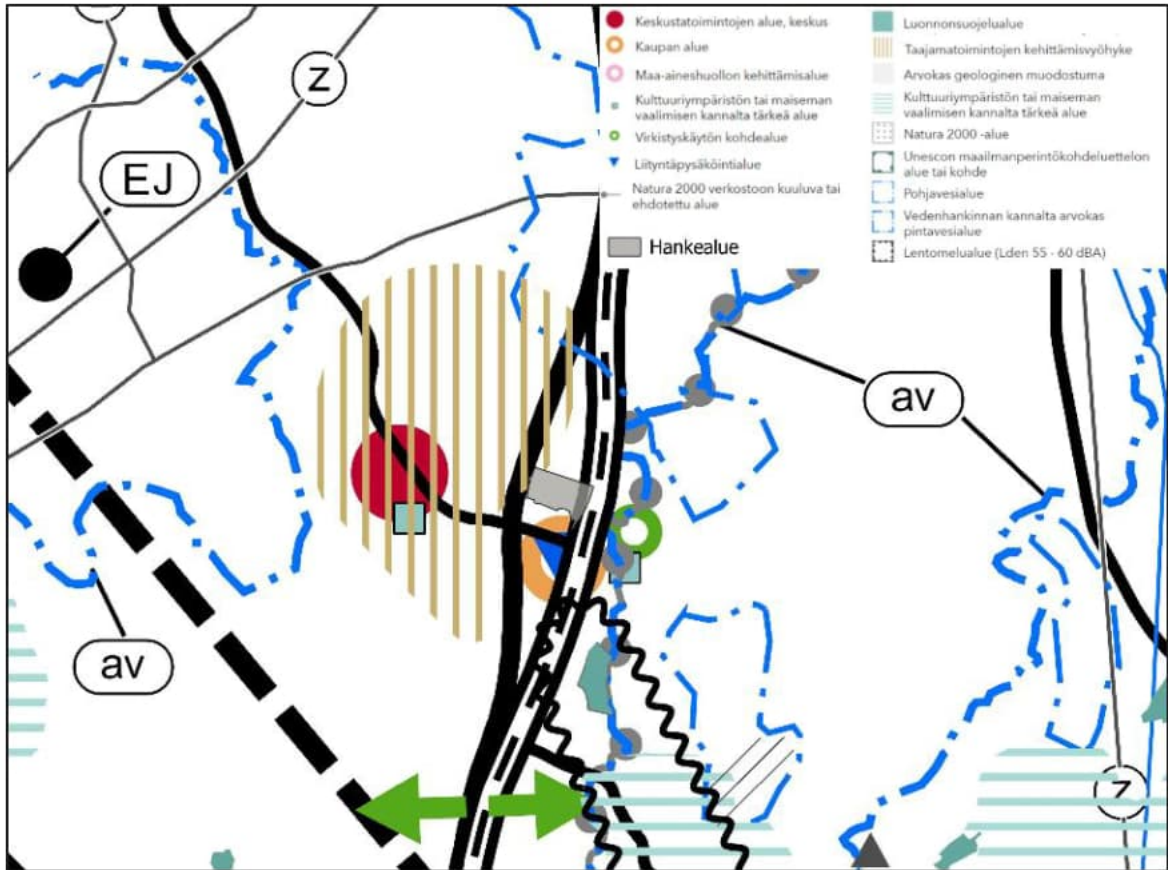 Keskustatoimintojen alue, keskus
Kaupan alue
Maa-aineshuollon kehittämisalue
Kulttuuriympäristön tai maiseman
vaalimisen kannalta tärkeä alue
Virkistyskäytön kohdealue
Liityntäpysäköintialue
Natura 2000 verkostoon kuuluva tai
ehdotettu alue
Hankealue
Luonnonsuojelualue
Taajamatoimintojen kehittämisvyöhyke
Arvokas geologinen muodostuma
Kulttuuriympäristön tai maiseman
vaalimisen kannalta tärkeä alue
Natura 2000 -alue
Unescon maailmanperintökohdeluettelon
alue tai kohde
Pohjavesialue
Vedenhankinnan kannalta arvokas
pintavesialue
Lentomelualue (Lden 55 - 60 dBA)
z
EJ
av
av
z